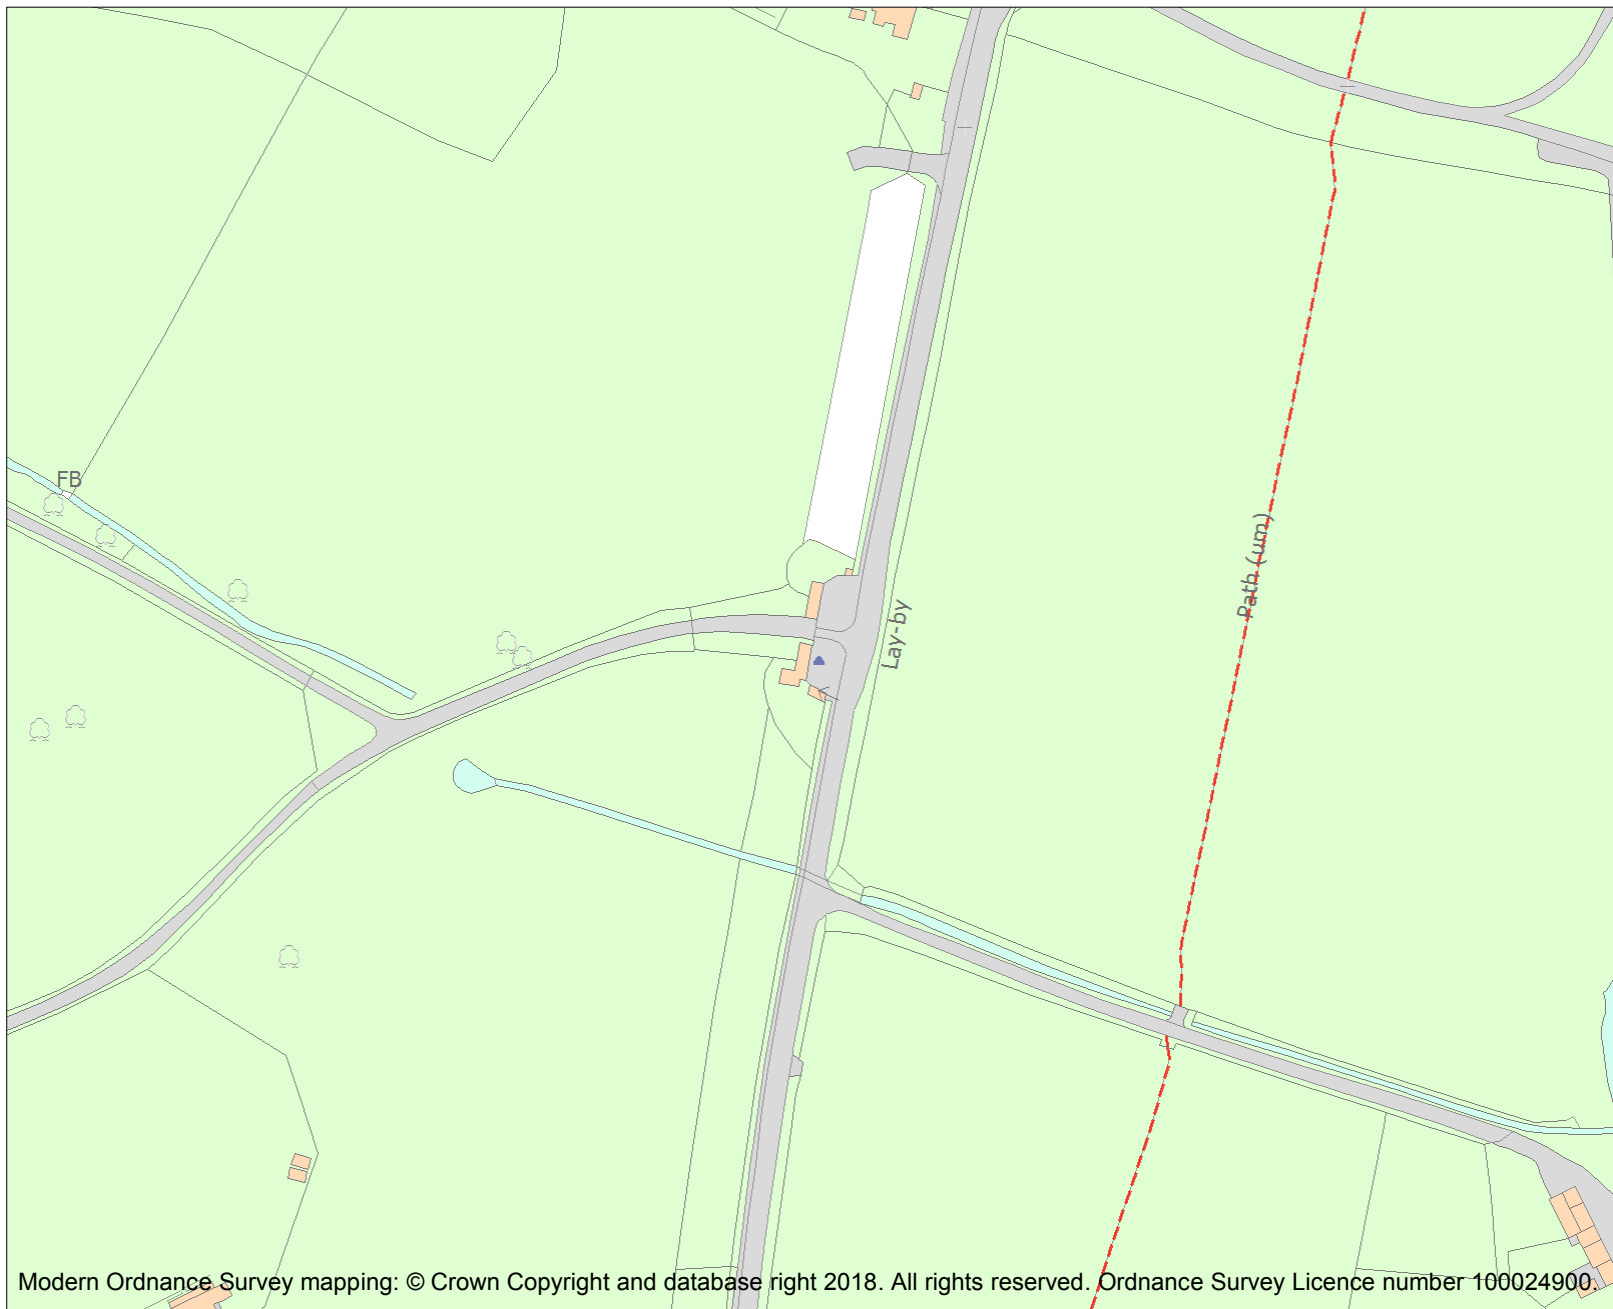 FB
Path (um)
Lay-by
Modern Ordnance Survey mapping: © Crown Copyright and database right 2018. All rights reserved. Ordnance Survey Licence number 100024900.